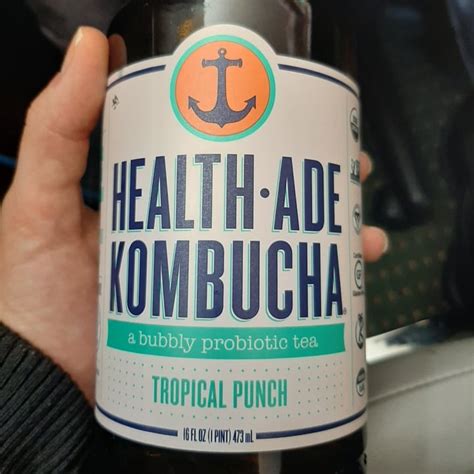 HEALTH·ADE
KOMBUCHA
a bubbly probiotic tea
TROPICAL PUNCH
16 FL OZ (1 PINT) 473 mL